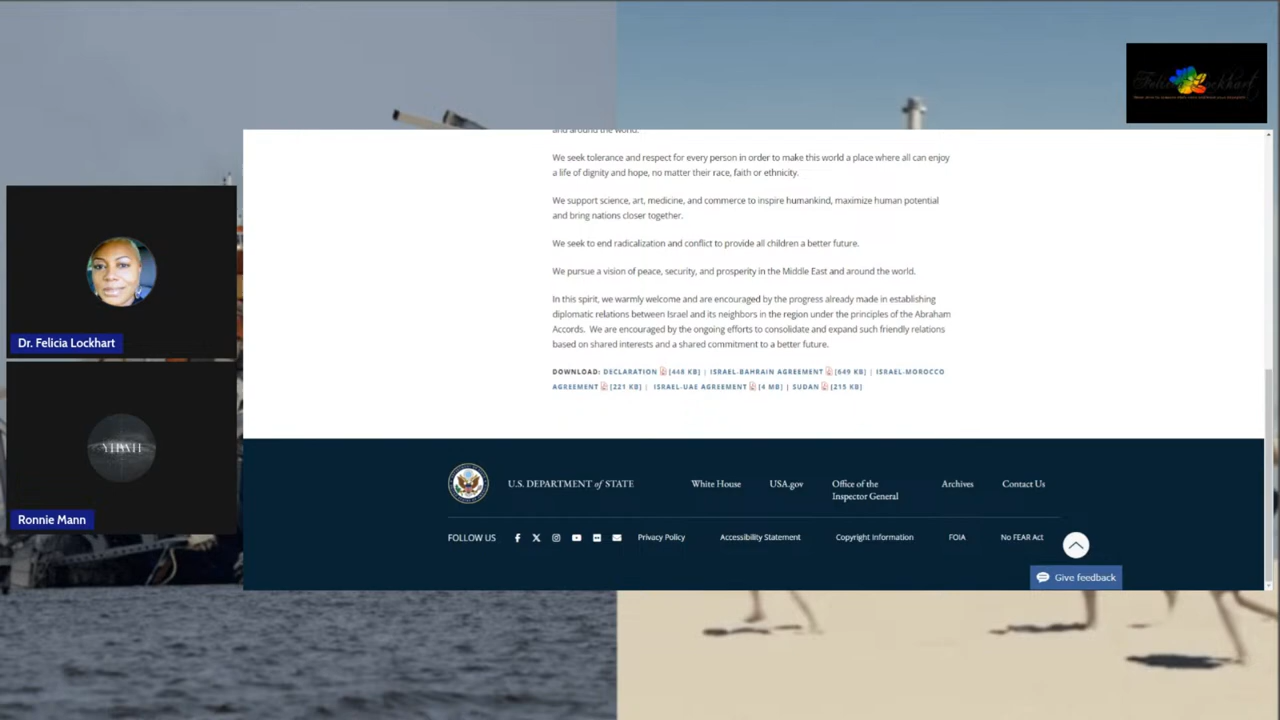 Felicia Lockhart
and around the world.
We seek tolerance and respect for every person in order to make this world a place where all can enjoy
a life of dignity and hope, no matter their race, faith or ethnicity.
We support science, art, medicine, and commerce to inspire humankind, maximize human potential
and bring nations closer together.
We seek to end radicalization and conflict to provide all children a better future.
We pursue a vision of peace, security, and prosperity in the Middle East and around the world.
In this spirit, we warmly welcome and are encouraged by the progress already made in establishing
diplomatic relations between Israel and its neighbors in the region under the principles of the Abraham
Accords.  We are encouraged by the ongoing efforts to consolidate and expand such friendly relations
based on shared interests and a shared commitment to a better future.
DOWNLOAD: DECLARATION [448 KB] | ISRAEL-BAHRAIN AGREEMENT [649 KB] | ISRAEL-MOROCCO
AGREEMENT [221 KB] | ISRAEL-UAE AGREEMENT [4 MB] | SUDAN [215 KB]
Dr. Felicia Lockhart
YHWH
Ronnie Mann
U.S. DEPARTMENT of STATE
White House
USA.gov
Office of the
Inspector General
Archives
Contact Us
FOLLOW US
Privacy Policy
Accessibility Statement
Copyright Information
FOIA
No FEAR Act
Give feedback